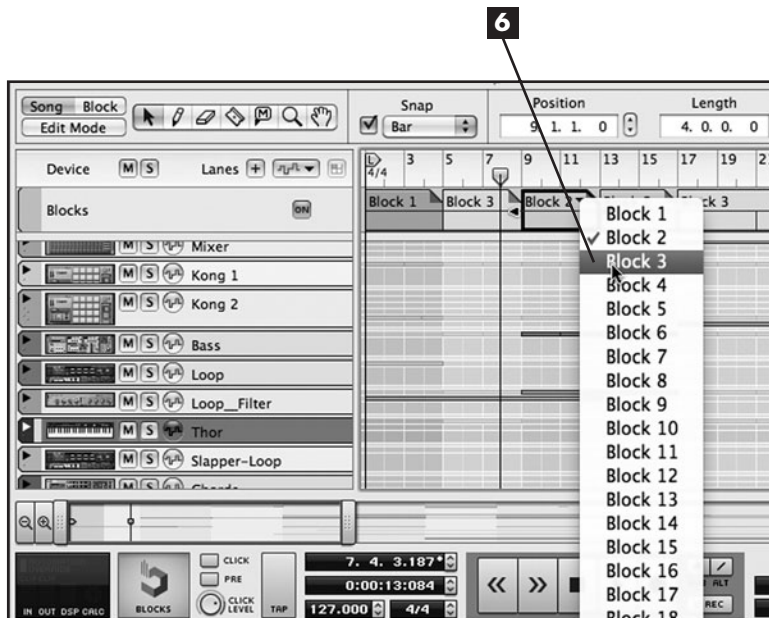 6
Song Block
Edit Mode
M
Snap
Bar
Position
9. 1. 1. 0
Length
4. 0. 0. 0
Device M S Lanes +
L 3 5 7 9 11 13 15 17 19
4/4
Blocks ON
Block 1 Block 3 Block 2
Block 1
Block 2
Block 3
Block 4
Block 5
Block 6
Block 7
Block 8
Block 9
Block 10
Block 11
Block 12
Block 13
Block 14
Block 15
Block 16
Block 17
Block 18
M S Mixer
M S Kong 1
M S Kong 2
M S Bass
M S Loop
M S Loop__Filter
M S Thor
M S Slapper-Loop
M S Chords
IN OUT DSP CALC
BLOCKS
CLICK
PRE
CLICK LEVEL
TAP
7. 4. 3.187*
0:00:13:084
127.000 4/4
ALT
REC